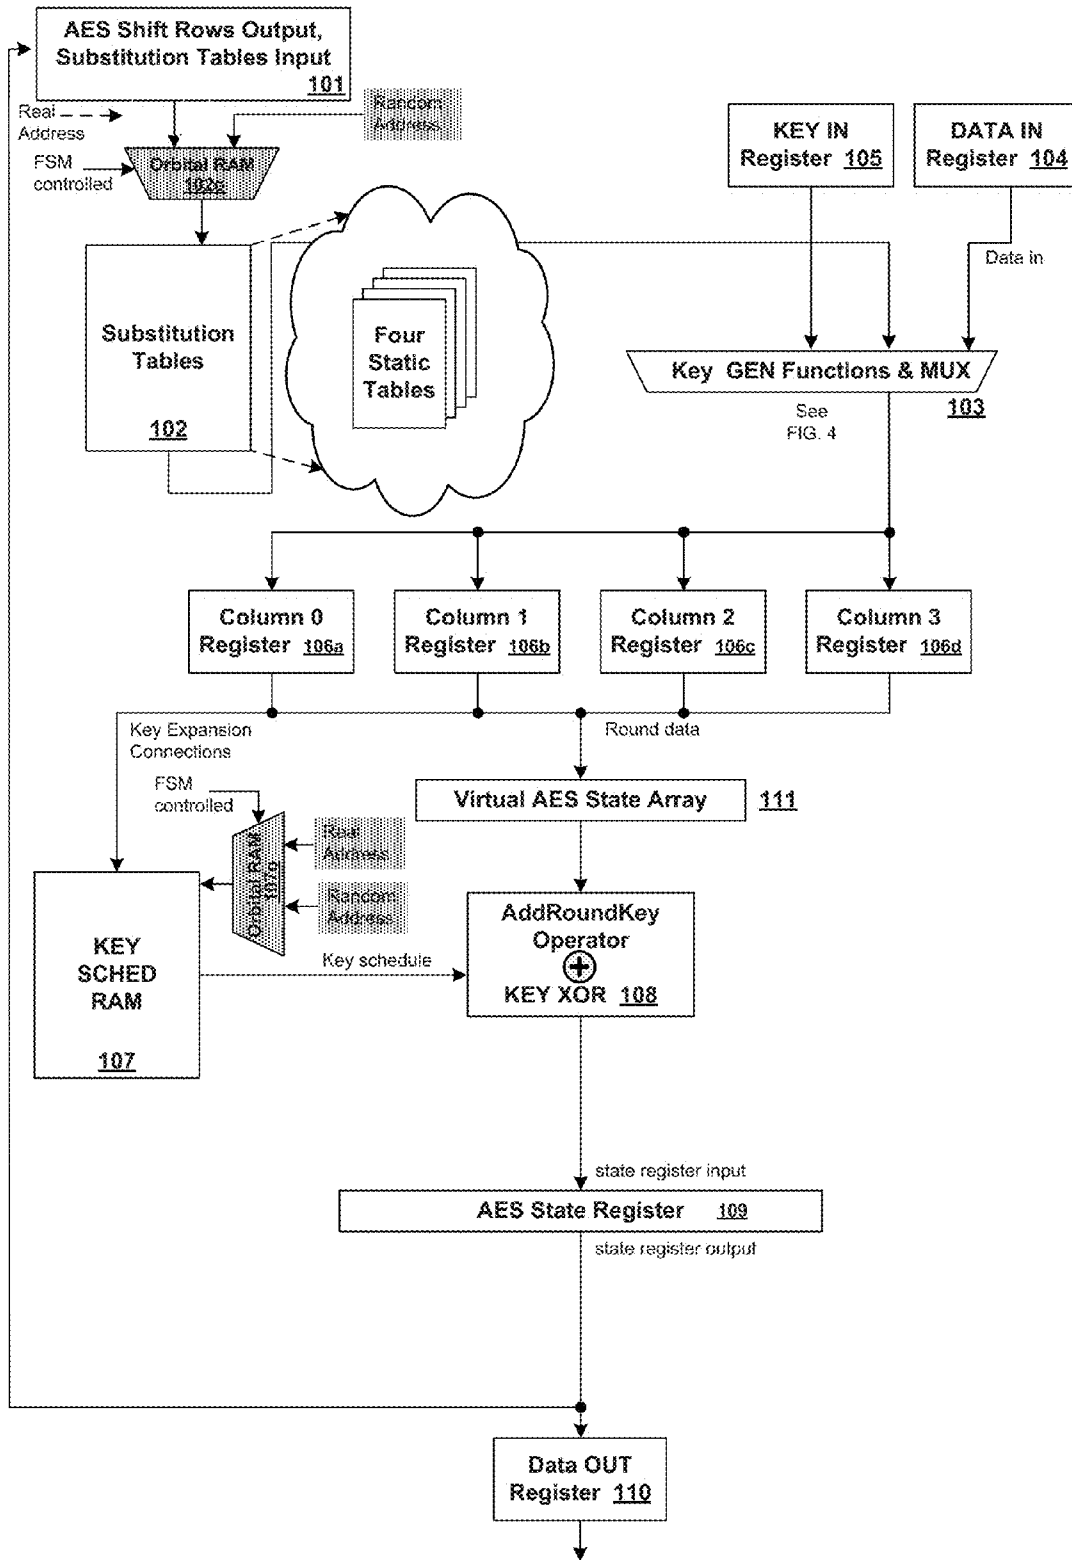 AES Shift Rows Output,
Substitution Tables Input
101
Real
Address
Random
Address
FSM
controlled
Orbital RAM
102o
KEY IN
Register 105
DATA IN
Register 104
Data in
Substitution
Tables
102
Four
Static
Tables
Key GEN Functions & MUX
103
See
FIG. 4
Column 0
Register 106a
Column 1
Register 106b
Column 2
Register 106c
Column 3
Register 106d
Key Expansion
Connections
Round data
FSM
controlled
Virtual AES State Array
111
Orbital RAM
107o
Real
Address
Random
Address
KEY
SCHED
RAM
107
Key schedule
AddRoundKey
Operator
+
KEY XOR 108
state register input
AES State Register 109
state register output
Data OUT
Register 110